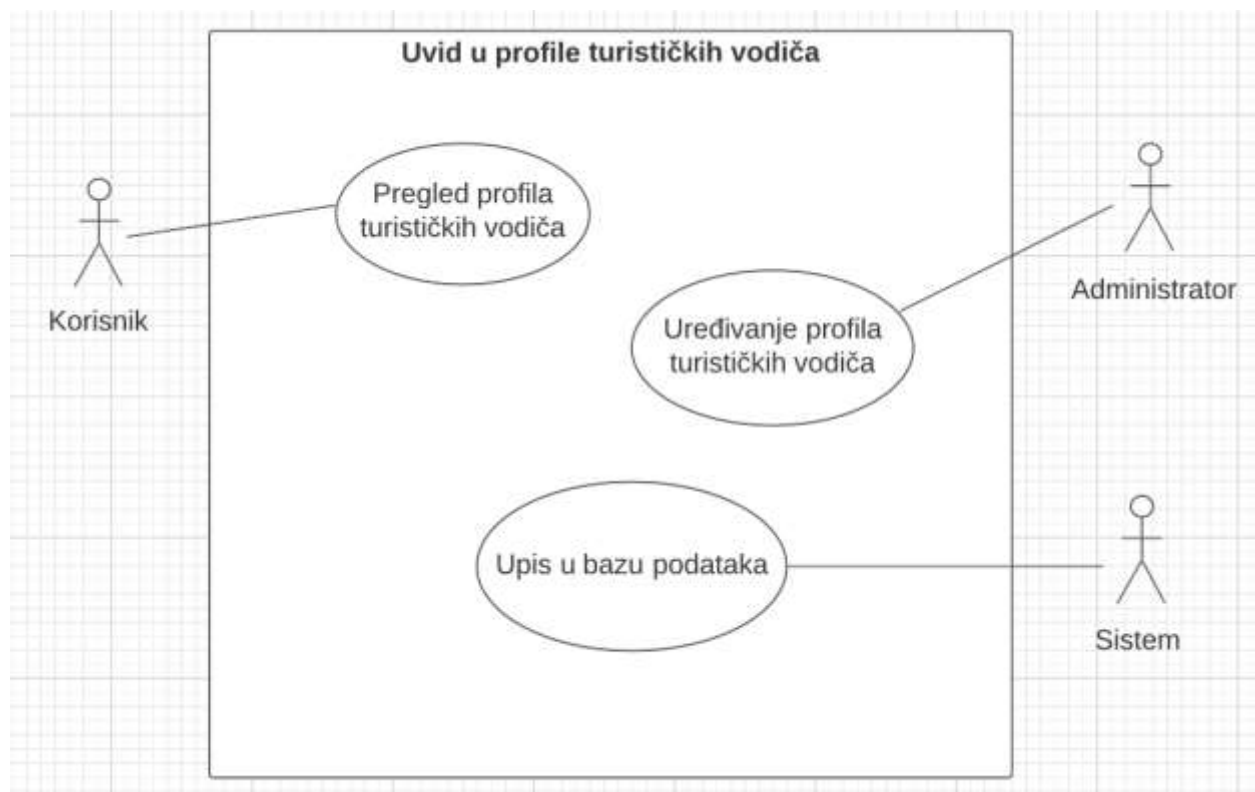 Uvid u profile turističkih vodiča
Pregled profila
turističkih vodiča
Korisnik
Administrator
Uređivanje profila
turističkih vodiča
Upis u bazu podataka
Sistem